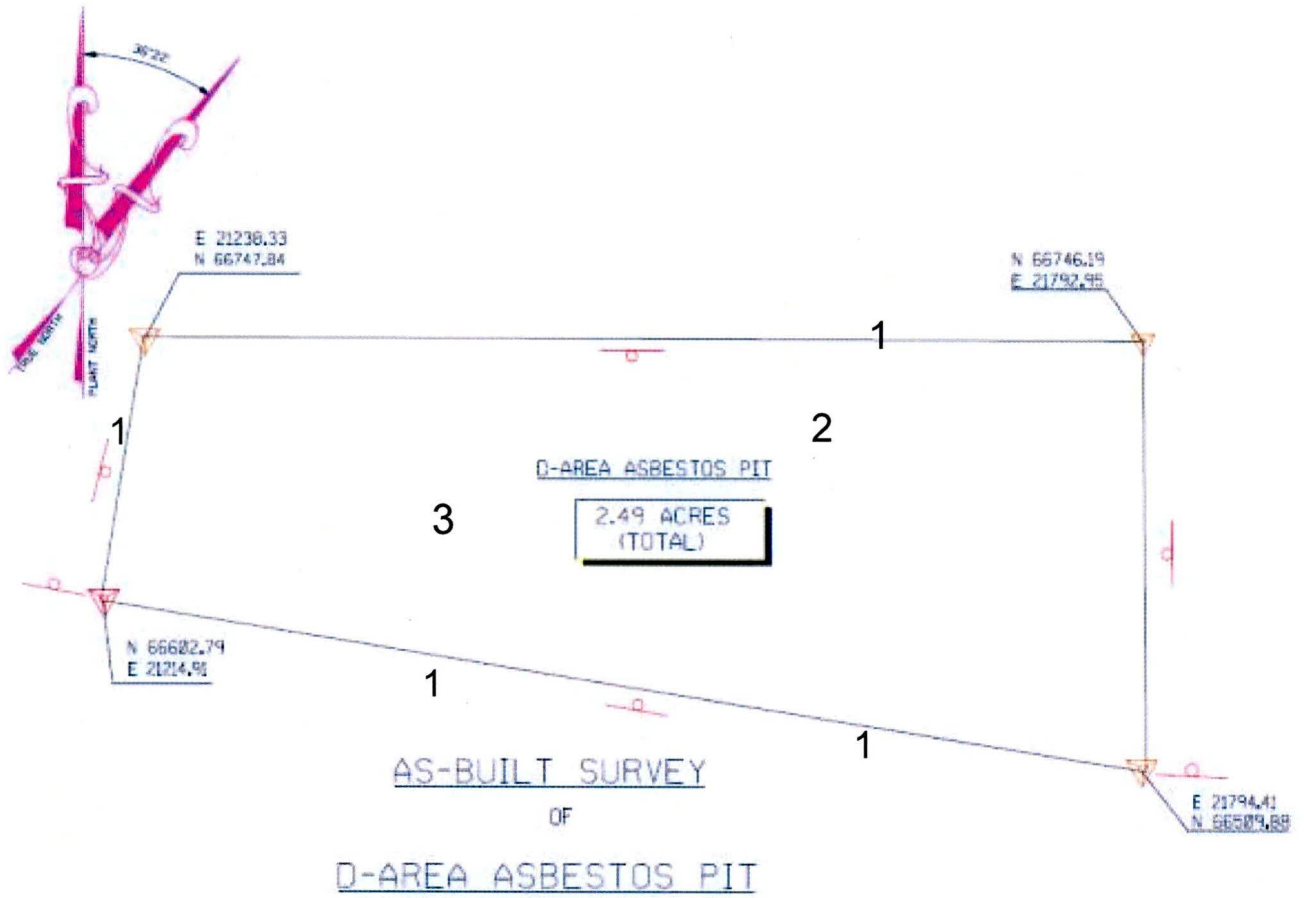 36°22'
TRUE NORTH
PLANT NORTH
E 21238.33
N 66747.84
N 66746.19
E 21792.95
1
1
2
D-AREA ASBESTOS PIT
3
2.49 ACRES
(TOTAL)
N 66602.79
E 21214.91
1
1
E 21794.41
N 66509.88
AS-BUILT SURVEY
OF
D-AREA ASBESTOS PIT